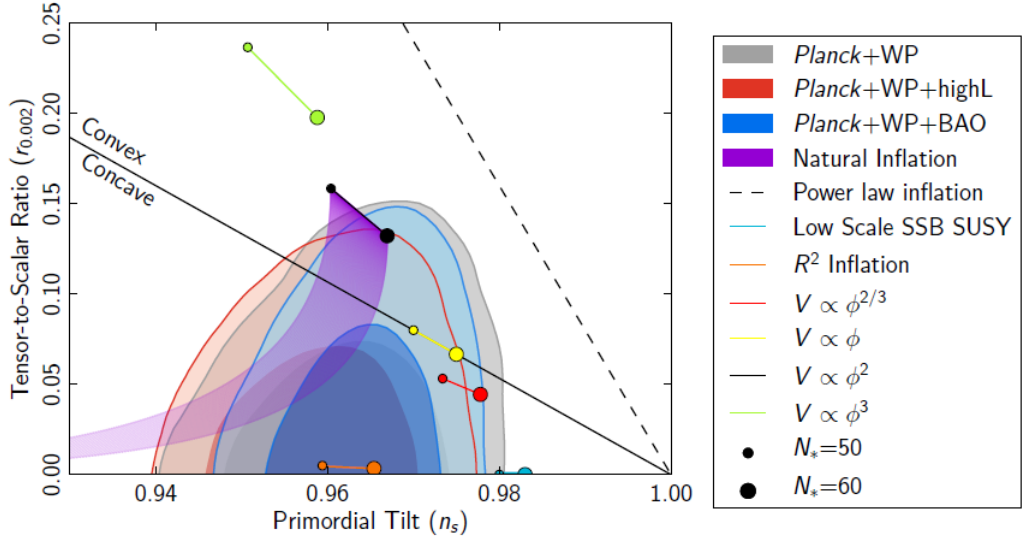 Tensor-to-Scalar Ratio (r0.002)
0.25
0.20
0.15
0.10
0.05
0.00
Convex
Concave
0.94
0.96
0.98
1.00
Primordial Tilt (ns)
Planck+WP
Planck+WP+highL
Planck+WP+BAO
Natural Inflation
Power law inflation
Low Scale SSB SUSY
R² Inflation
V ∝ ϕ²ᐟ³
V ∝ ϕ
V ∝ ϕ²
V ∝ ϕ³
N*=50
N*=60